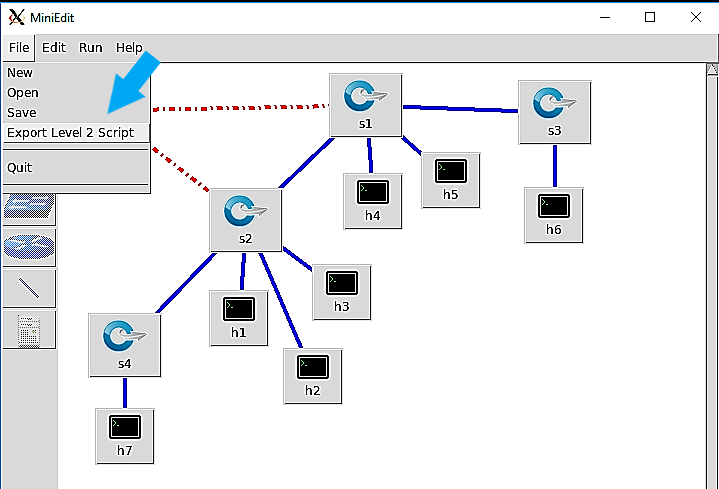 MiniEdit
File Edit Run Help
New
Open
Save
Export Level 2 Script
Quit
s1
s3
h5
h4
h6
s2
h3
h1
s4
h2
h7